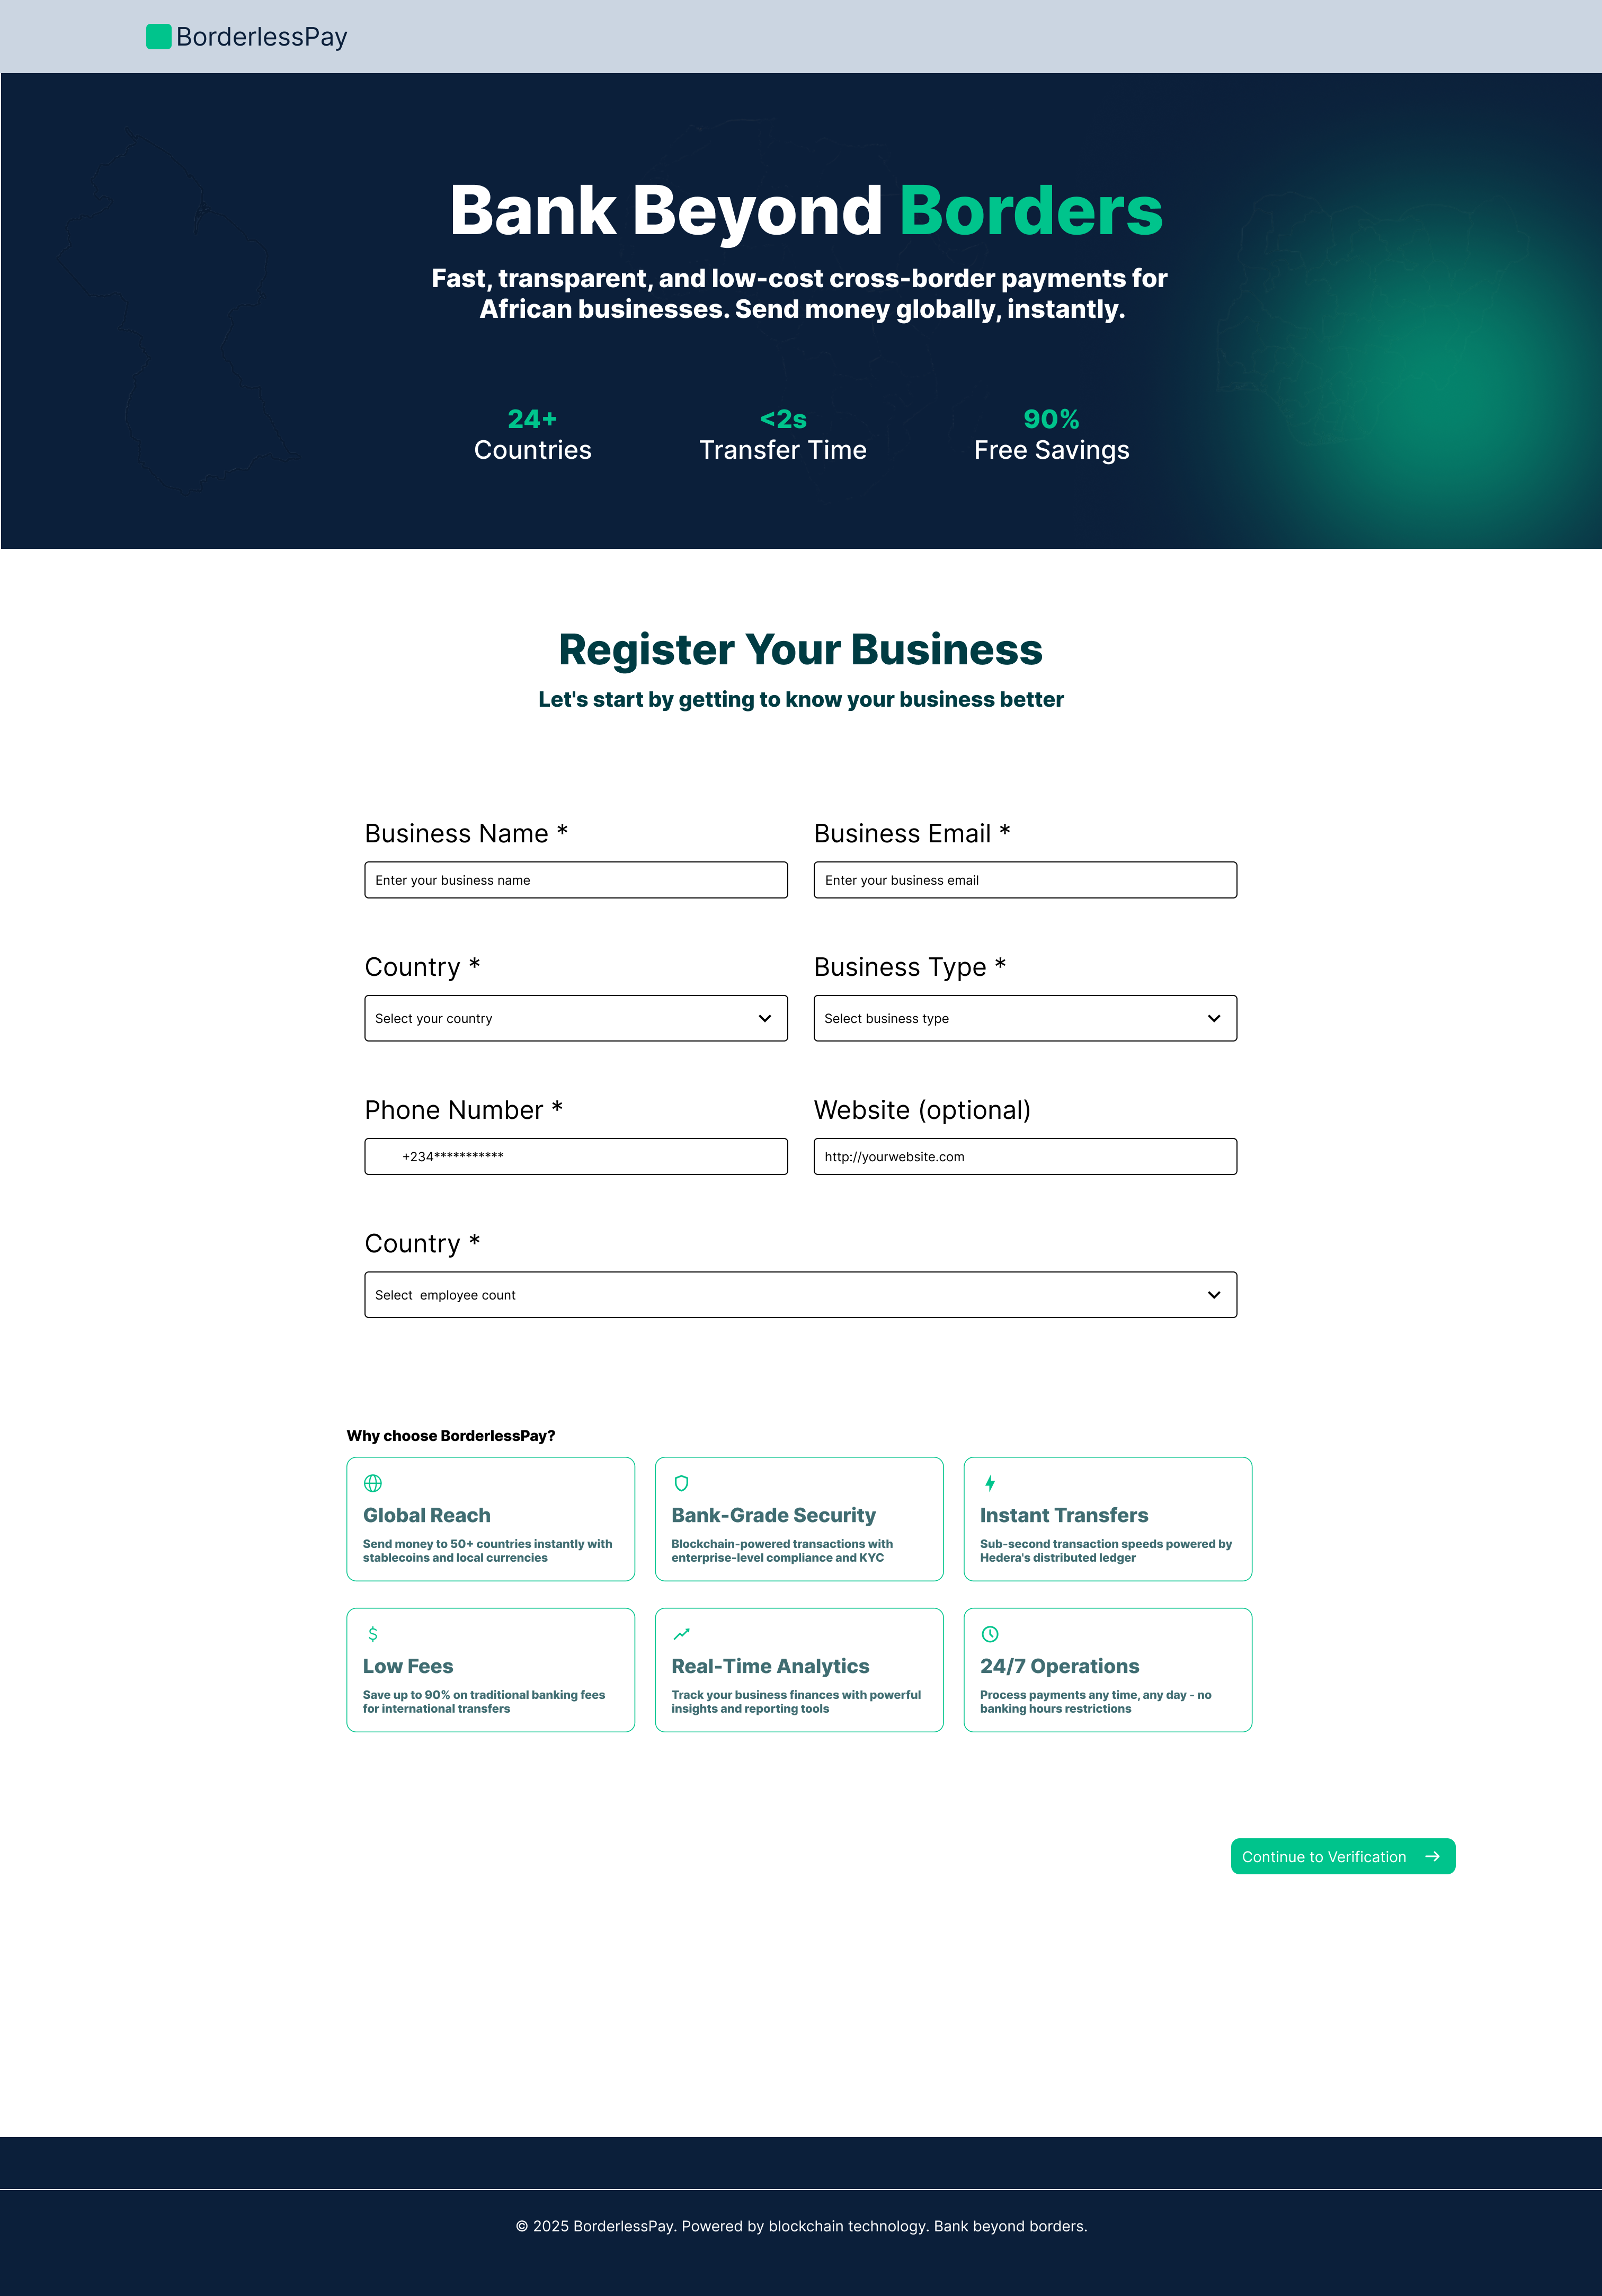 BorderlessPay
Bank Beyond Borders
Fast, transparent, and low-cost cross-border payments for
African businesses. Send money globally, instantly.
24+
Countries
<2s
Transfer Time
90%
Free Savings
Register Your Business
Let's start by getting to know your business better
Business Name *
Enter your business name
Business Email *
Enter your business email
Country *
Select your country
Business Type *
Select business type
Phone Number *
+234***********
Website (optional)
http://yourwebsite.com
Country *
Select  employee count
Why choose BorderlessPay?
Global Reach
Send money to 50+ countries instantly with
stablecoins and local currencies
Bank-Grade Security
Blockchain-powered transactions with
enterprise-level compliance and KYC
Instant Transfers
Sub-second transaction speeds powered by
Hedera's distributed ledger
Low Fees
Save up to 90% on traditional banking fees
for international transfers
Real-Time Analytics
Track your business finances with powerful
insights and reporting tools
24/7 Operations
Process payments any time, any day - no
banking hours restrictions
Continue to Verification
© 2025 BorderlessPay. Powered by blockchain technology. Bank beyond borders.